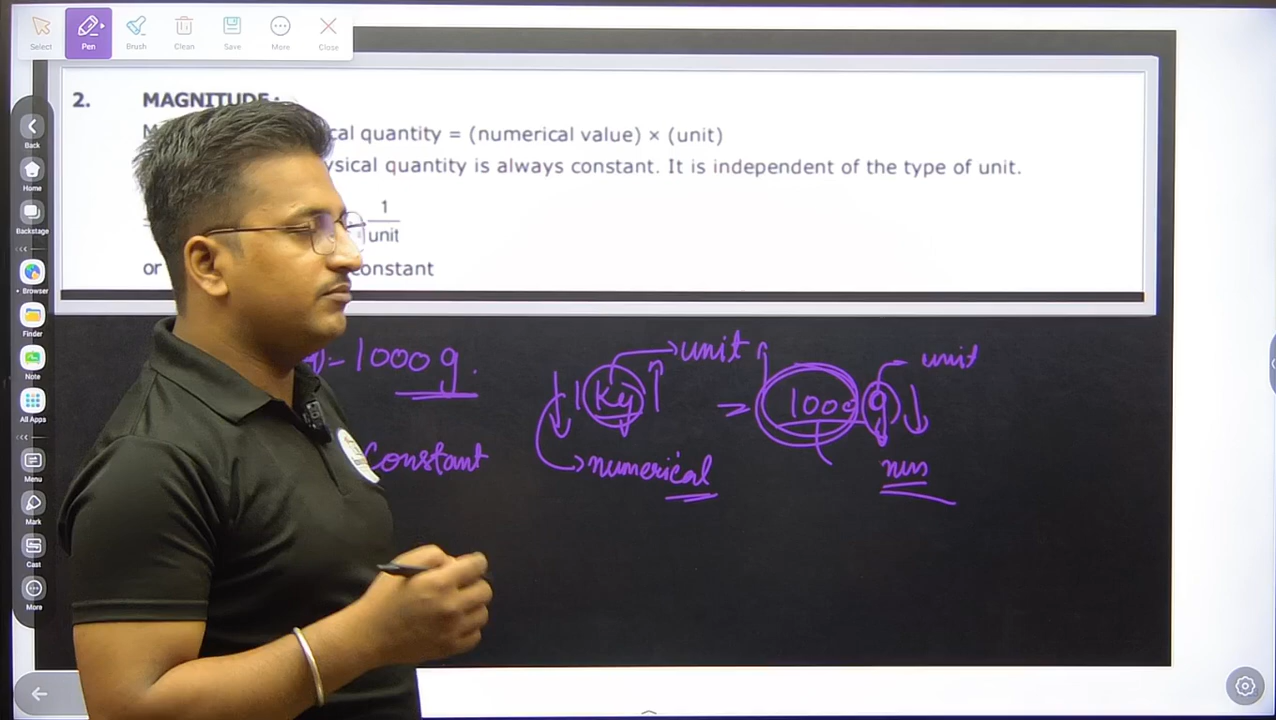 Select Pen Brush Clean Save More Close
2. MAGNITUDE :
cal quantity = (numerical value) × (unit)
ysical quantity is always constant. It is independent of the type of unit.
1
unit
or constant
Back
Home
Backstage
Browser
Finder
Note
All Apps
Menu
Mark
Cast
More
= 1000 g.
constant
1 Kg → unit
→ numerical
= 1000 g unit